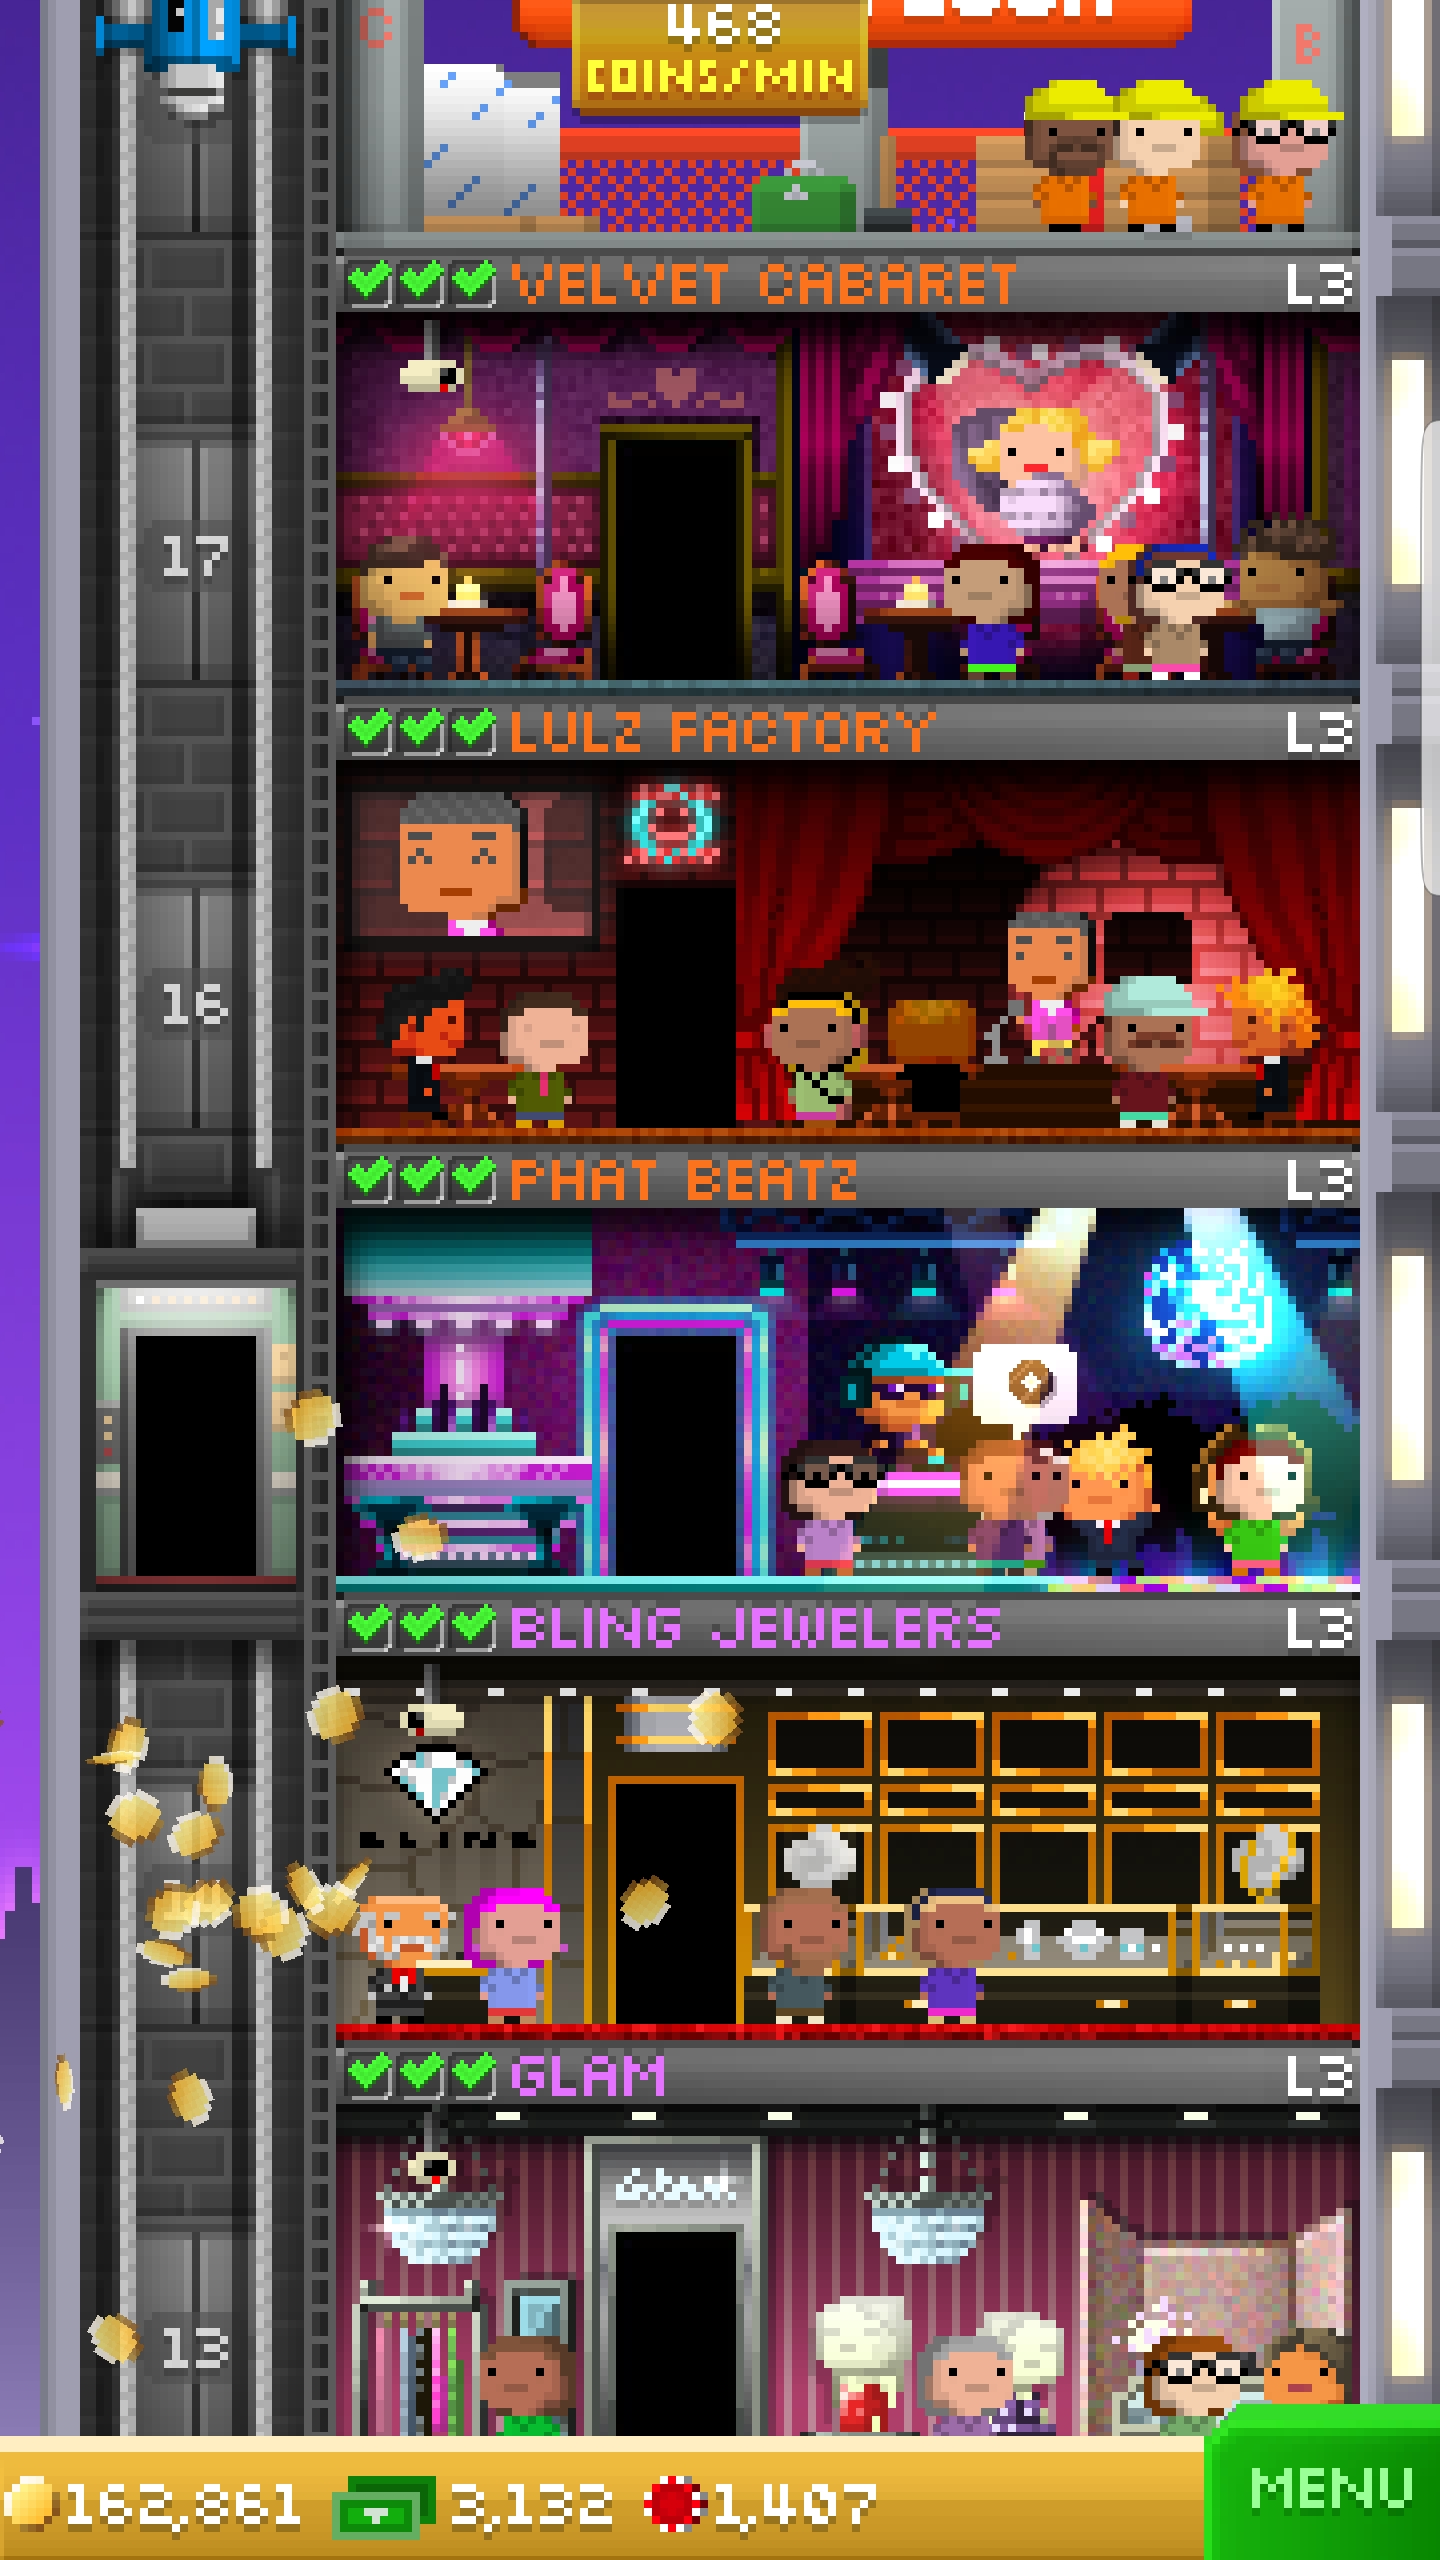 C
468
B
COINS/MIN
VELVET CABARET L3
17
LULZ FACTORY L3
16
PHAT BEATZ L3
BLING JEWELERS L3
BLING
GLAM L3
Glam
13
162,861 3,132 1,407
MENU